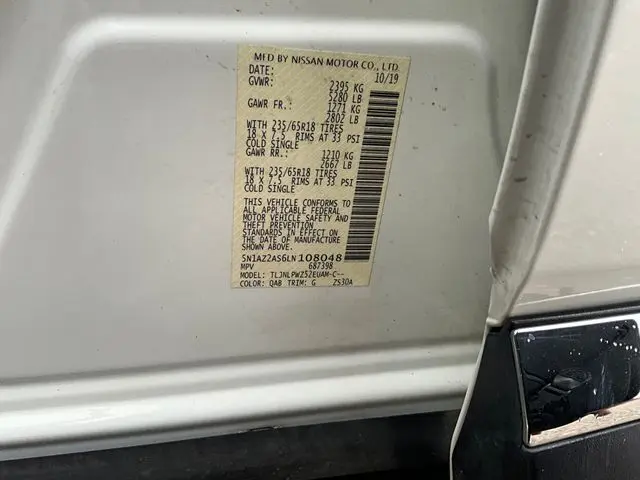 MFD BY NISSAN MOTOR CO., LTD.
DATE: 10/19
GVWR: 2395 KG
5280 LB
GAWR FR.: 1271 KG
2802 LB
WITH 235/65R18 TIRES
18 X 7.5 RIMS AT 33 PSI
COLD SINGLE
GAWR RR.: 1210 KG
2667 LB
WITH 235/65R18 TIRES
18 X 7.5 RIMS AT 33 PSI
COLD SINGLE
THIS VEHICLE CONFORMS TO
ALL APPLICABLE FEDERAL
MOTOR VEHICLE SAFETY AND
THEFT PREVENTION
STANDARDS IN EFFECT ON
THE DATE OF MANUFACTURE
SHOWN ABOVE.
5N1AZ2AS6LN108048
MPV 687398
MODEL: TLJNLPWZ52EUAM-C--
COLOR: QAB TRIM: G ZS30A